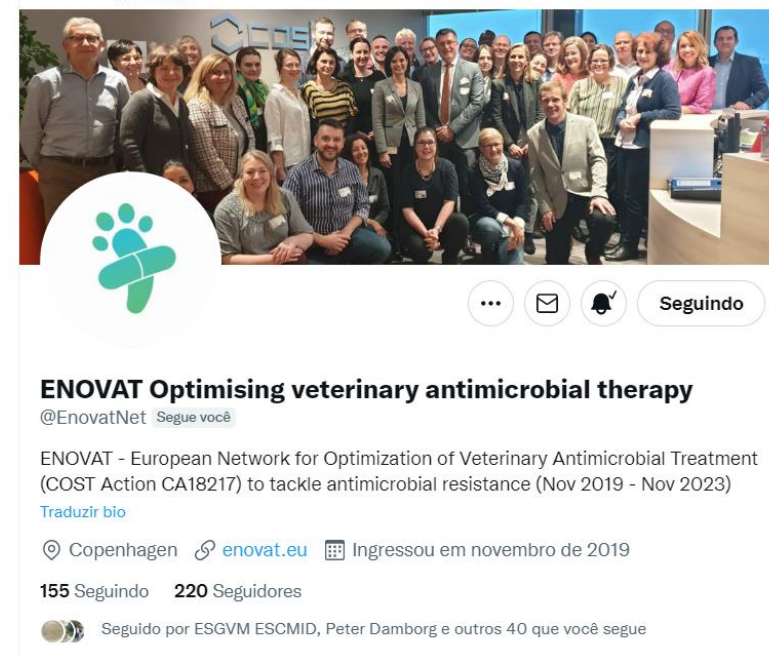 COST
Seguindo
ENOVAT Optimising veterinary antimicrobial therapy
@EnovatNet Segue você
ENOVAT - European Network for Optimization of Veterinary Antimicrobial Treatment
(COST Action CA18217) to tackle antimicrobial resistance (Nov 2019 - Nov 2023)
Traduzir bio
Copenhagen enovat.eu Ingressou em novembro de 2019
155 Seguindo 220 Seguidores
Seguido por ESGVM ESCMID, Peter Damborg e outros 40 que você segue